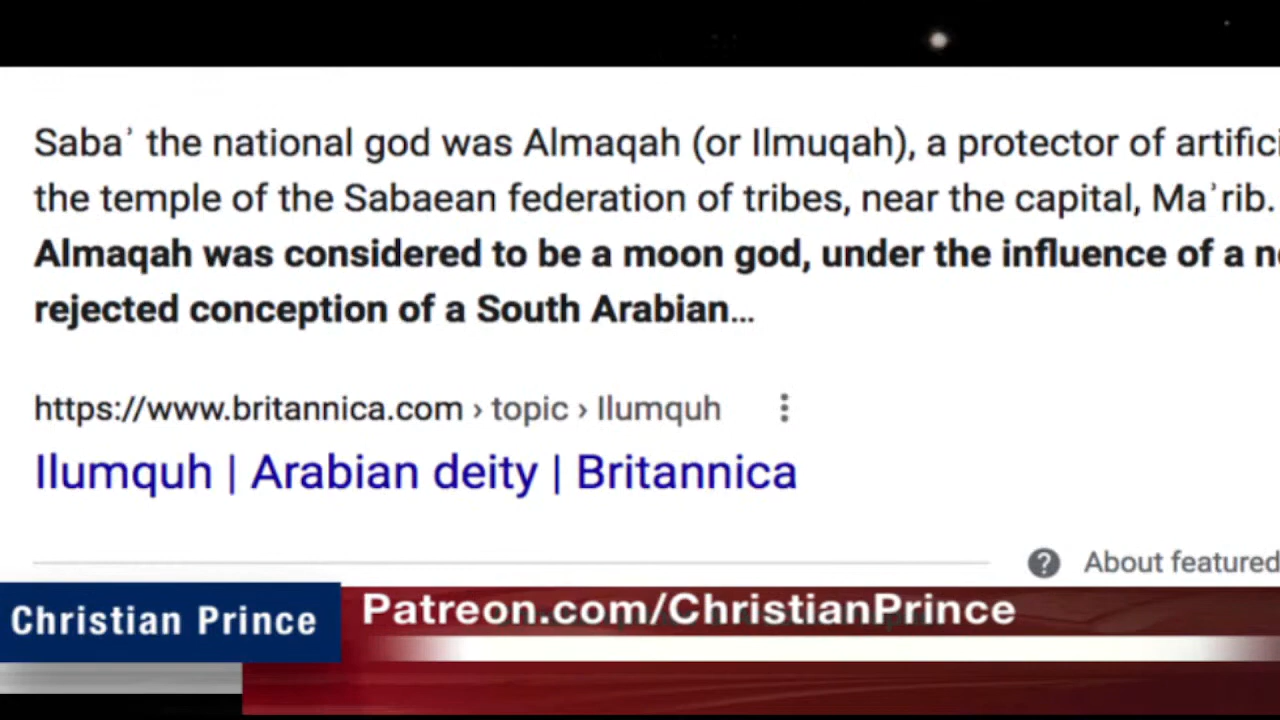 Sabaʾ the national god was Almaqah (or Ilmuqah), a protector of artifici
the temple of the Sabaean federation of tribes, near the capital, Maʾrib.
Almaqah was considered to be a moon god, under the influence of a
rejected conception of a South Arabian…
https://www.britannica.com › topic › Ilumquh
Ilumquh | Arabian deity | Britannica
About featured
Christian Prince
Patreon.com/ChristianPrince